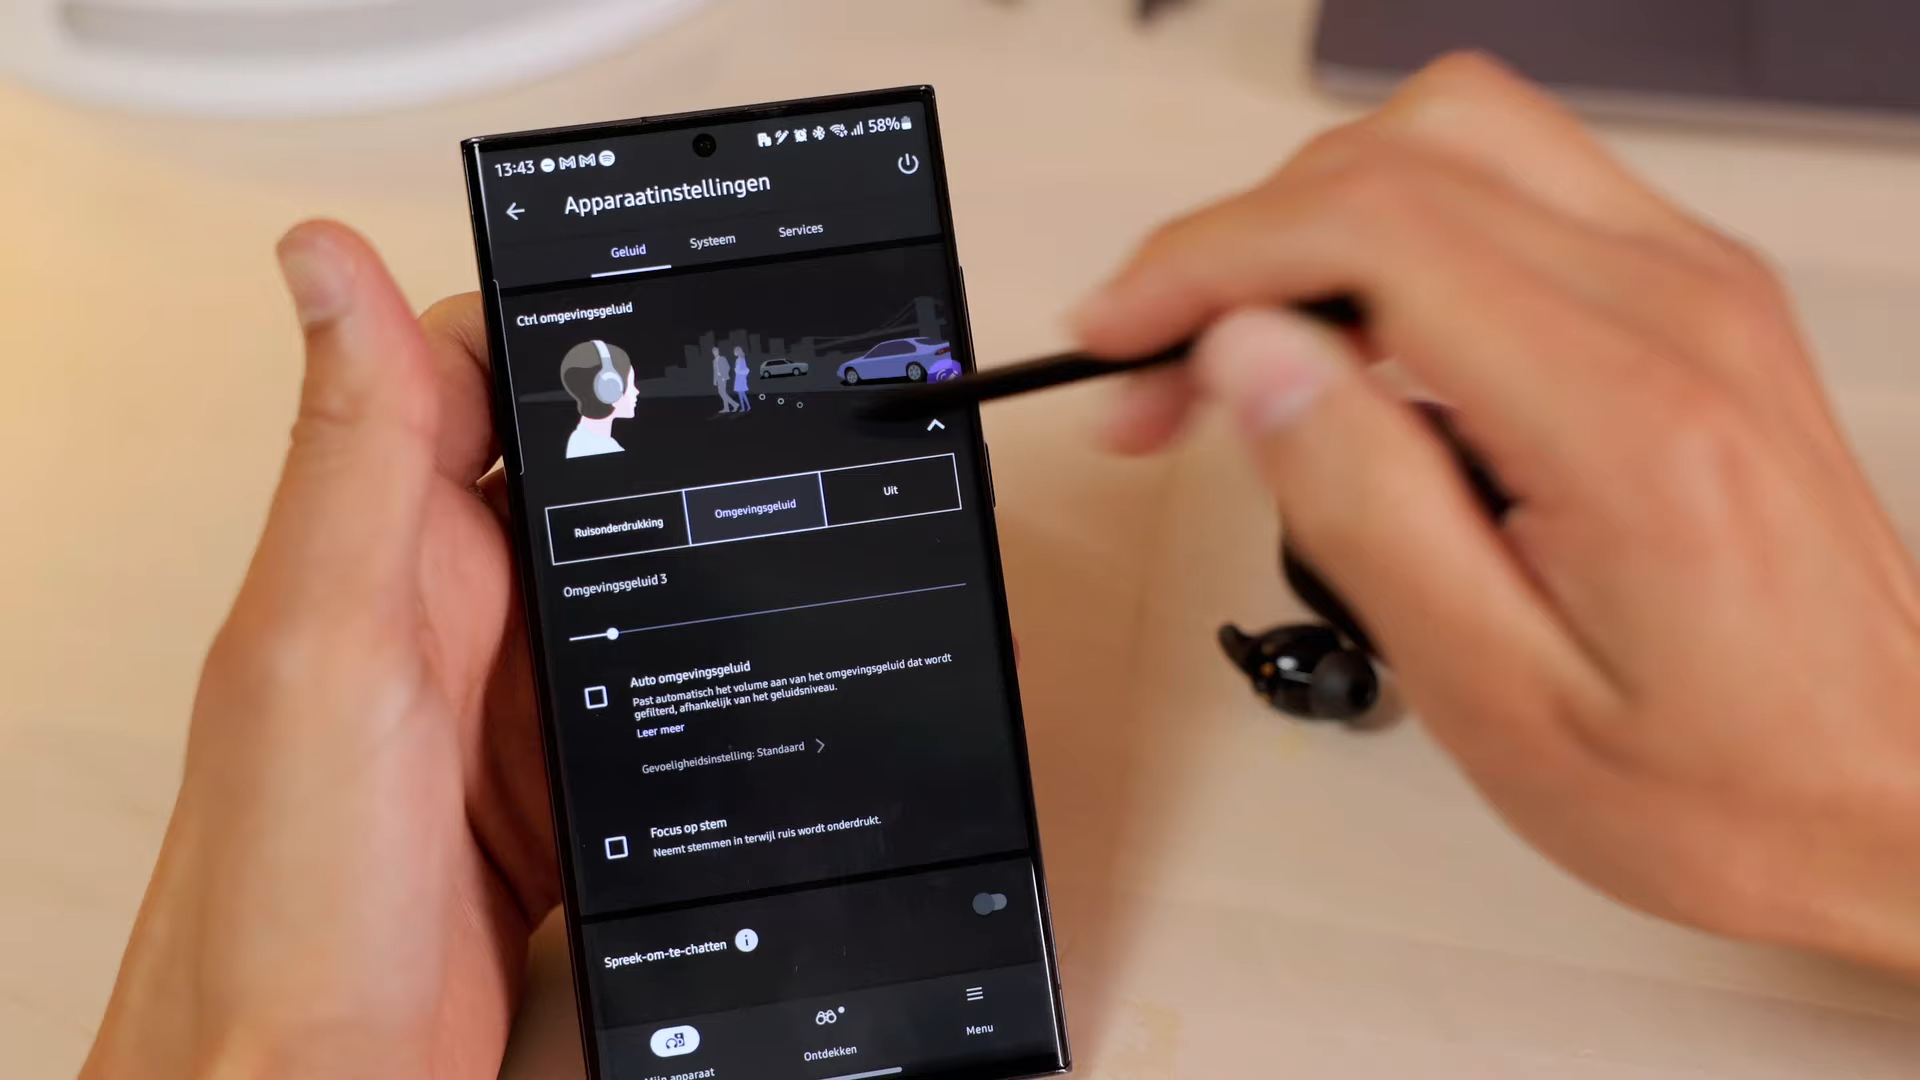 13:43
58%
Apparaatinstellingen
Geluid
Systeem
Services
Ctrl omgevingsgeluid
Ruisonderdrukking
Omgevingsgeluid
Uit
Omgevingsgeluid 3
Auto omgevingsgeluid
Past automatisch het volume aan van het omgevingsgeluid dat wordt
gefilterd, afhankelijk van het geluidsniveau.
Leer meer
Gevoeligheidsinstelling: Standaard
Focus op stem
Neemt stemmen in terwijl ruis wordt onderdrukt.
Spreek-om-te-chatten
Mijn apparaat
Ontdekken
Menu